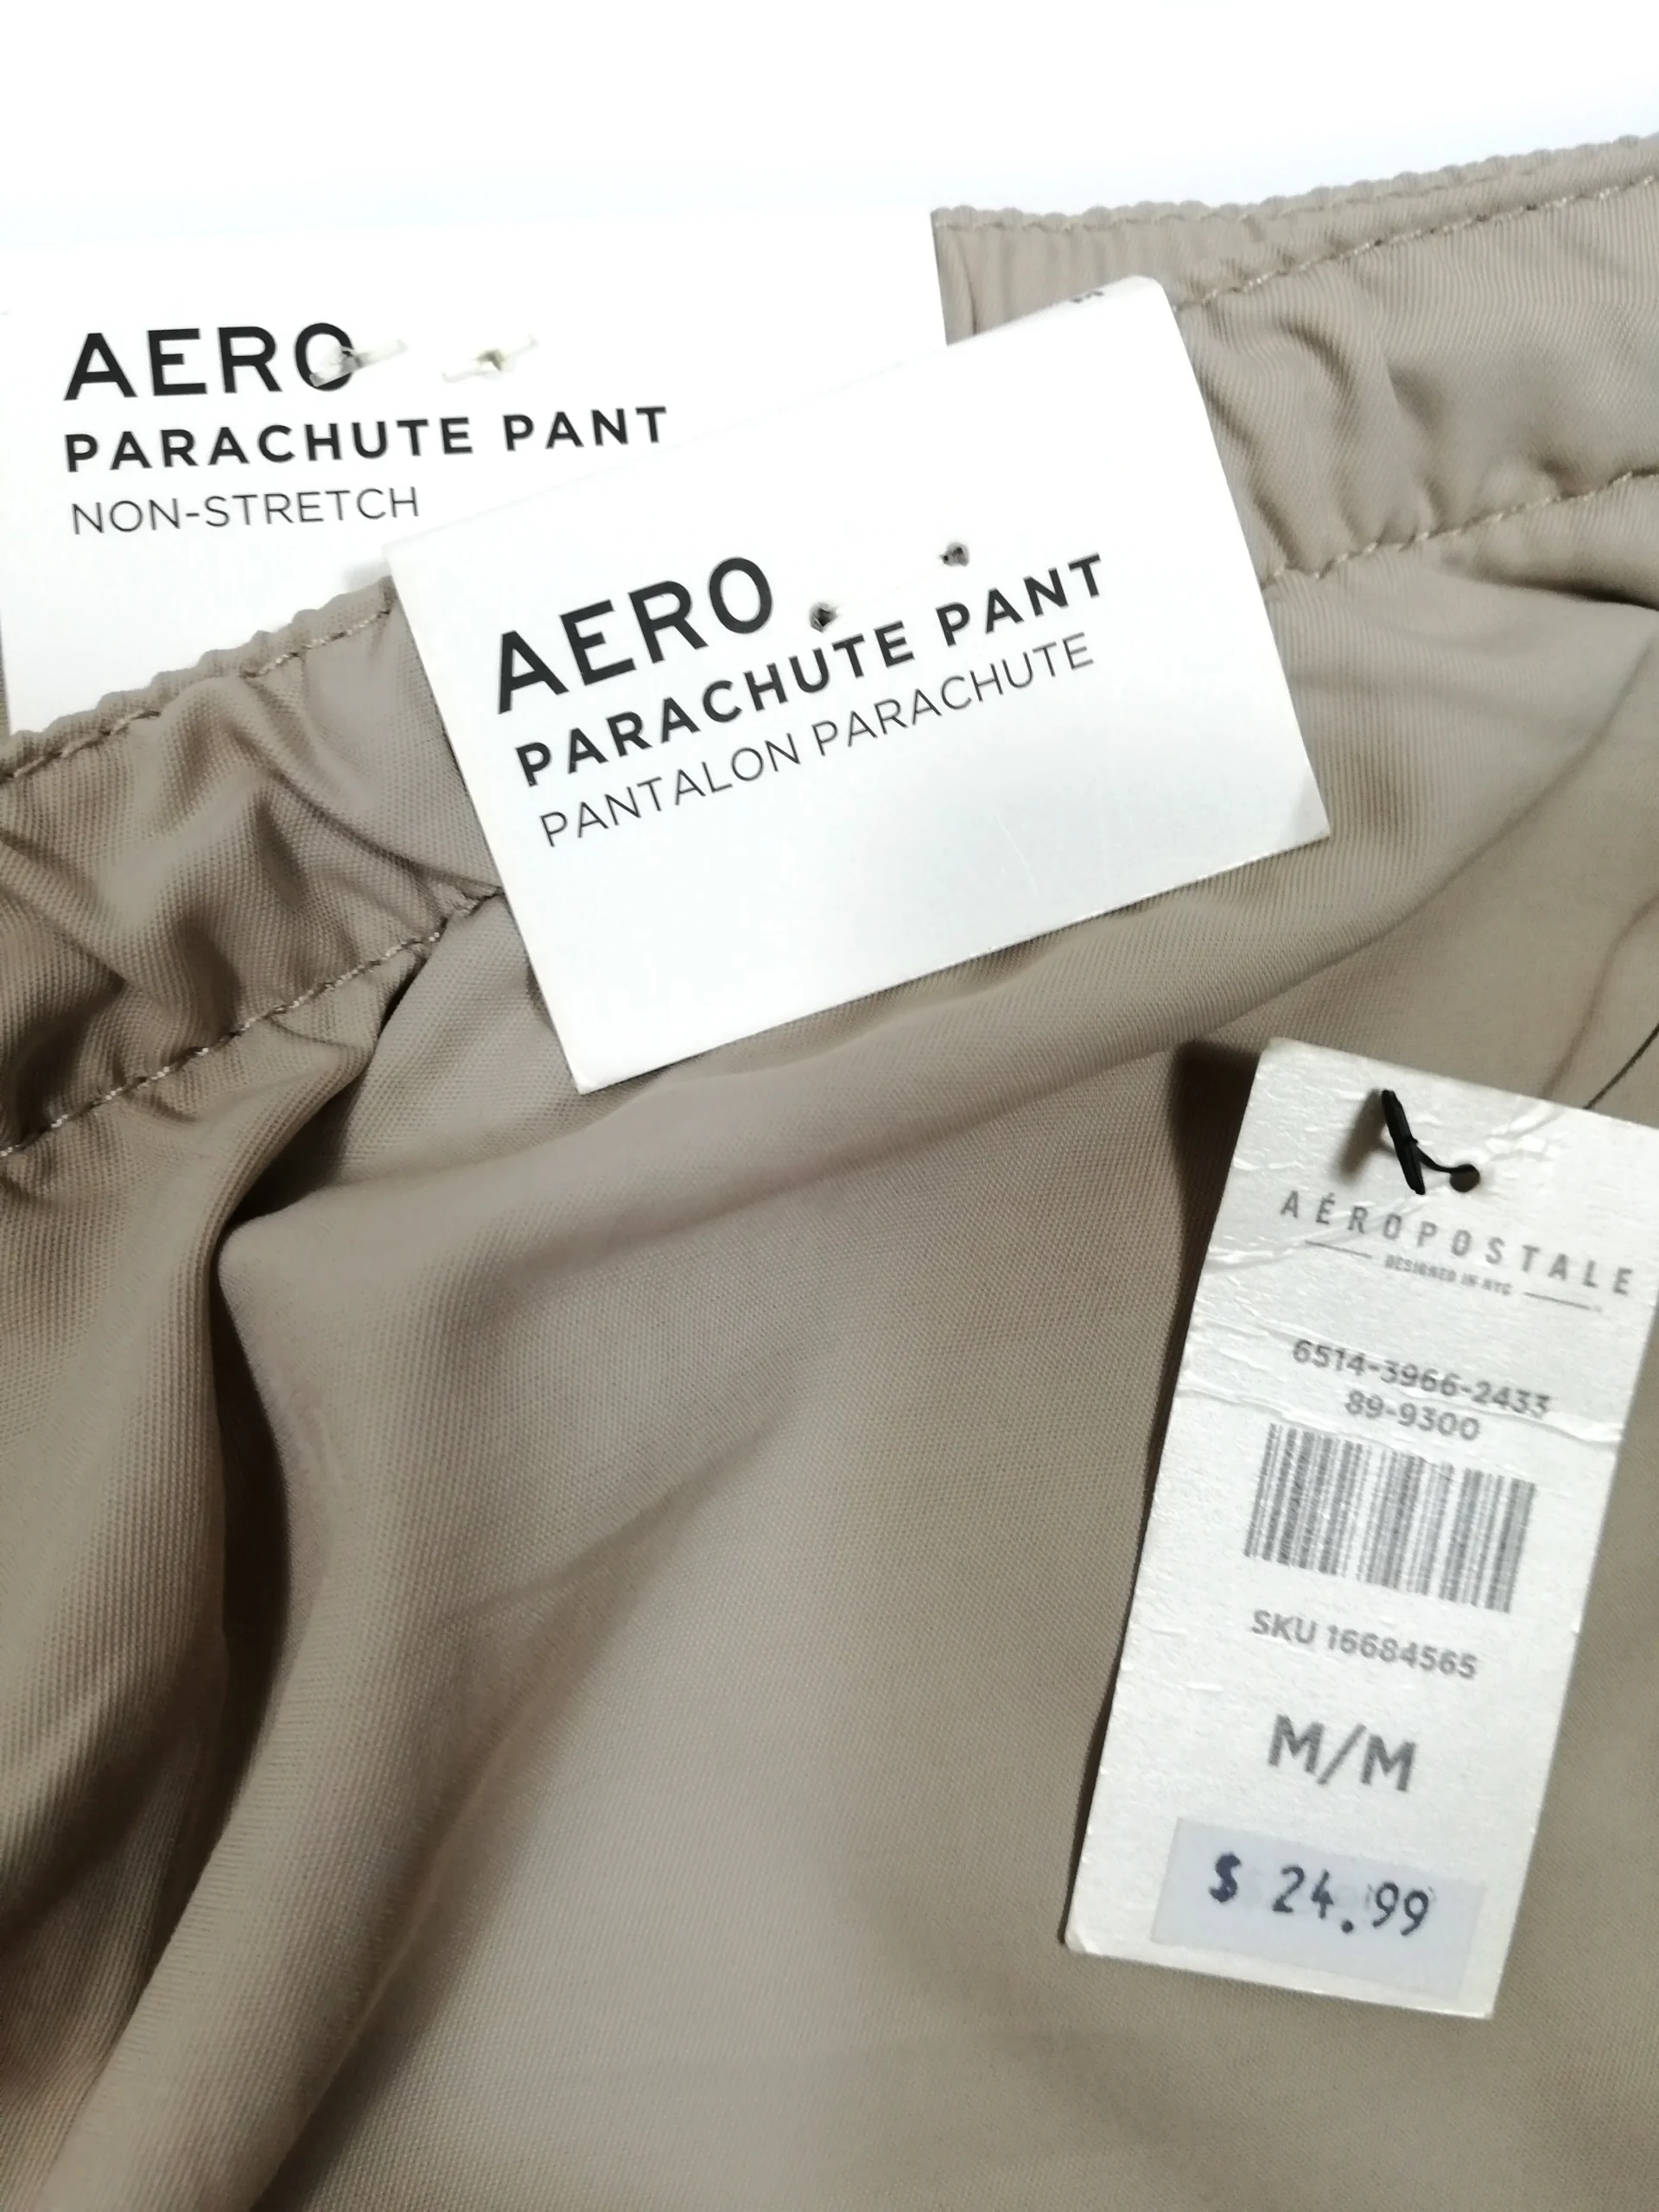 AERO
PARACHUTE PANT
NON-STRETCH
AERO
PARACHUTE PANT
PANTALON PARACHUTE
AÉROPOSTALE
DESIGNED IN NYC
6514-3966-2433
89-9300
SKU 16684565
M/M
$ 24.99